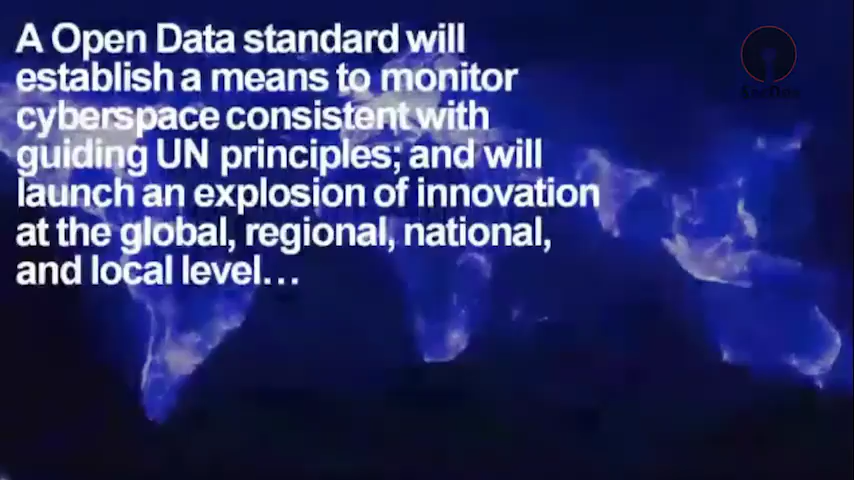 A Open Data standard will
establish a means to monitor
cyberspace consistent with
guiding UN principles; and will
launch an explosion of innovation
at the global, regional, national,
and local level…